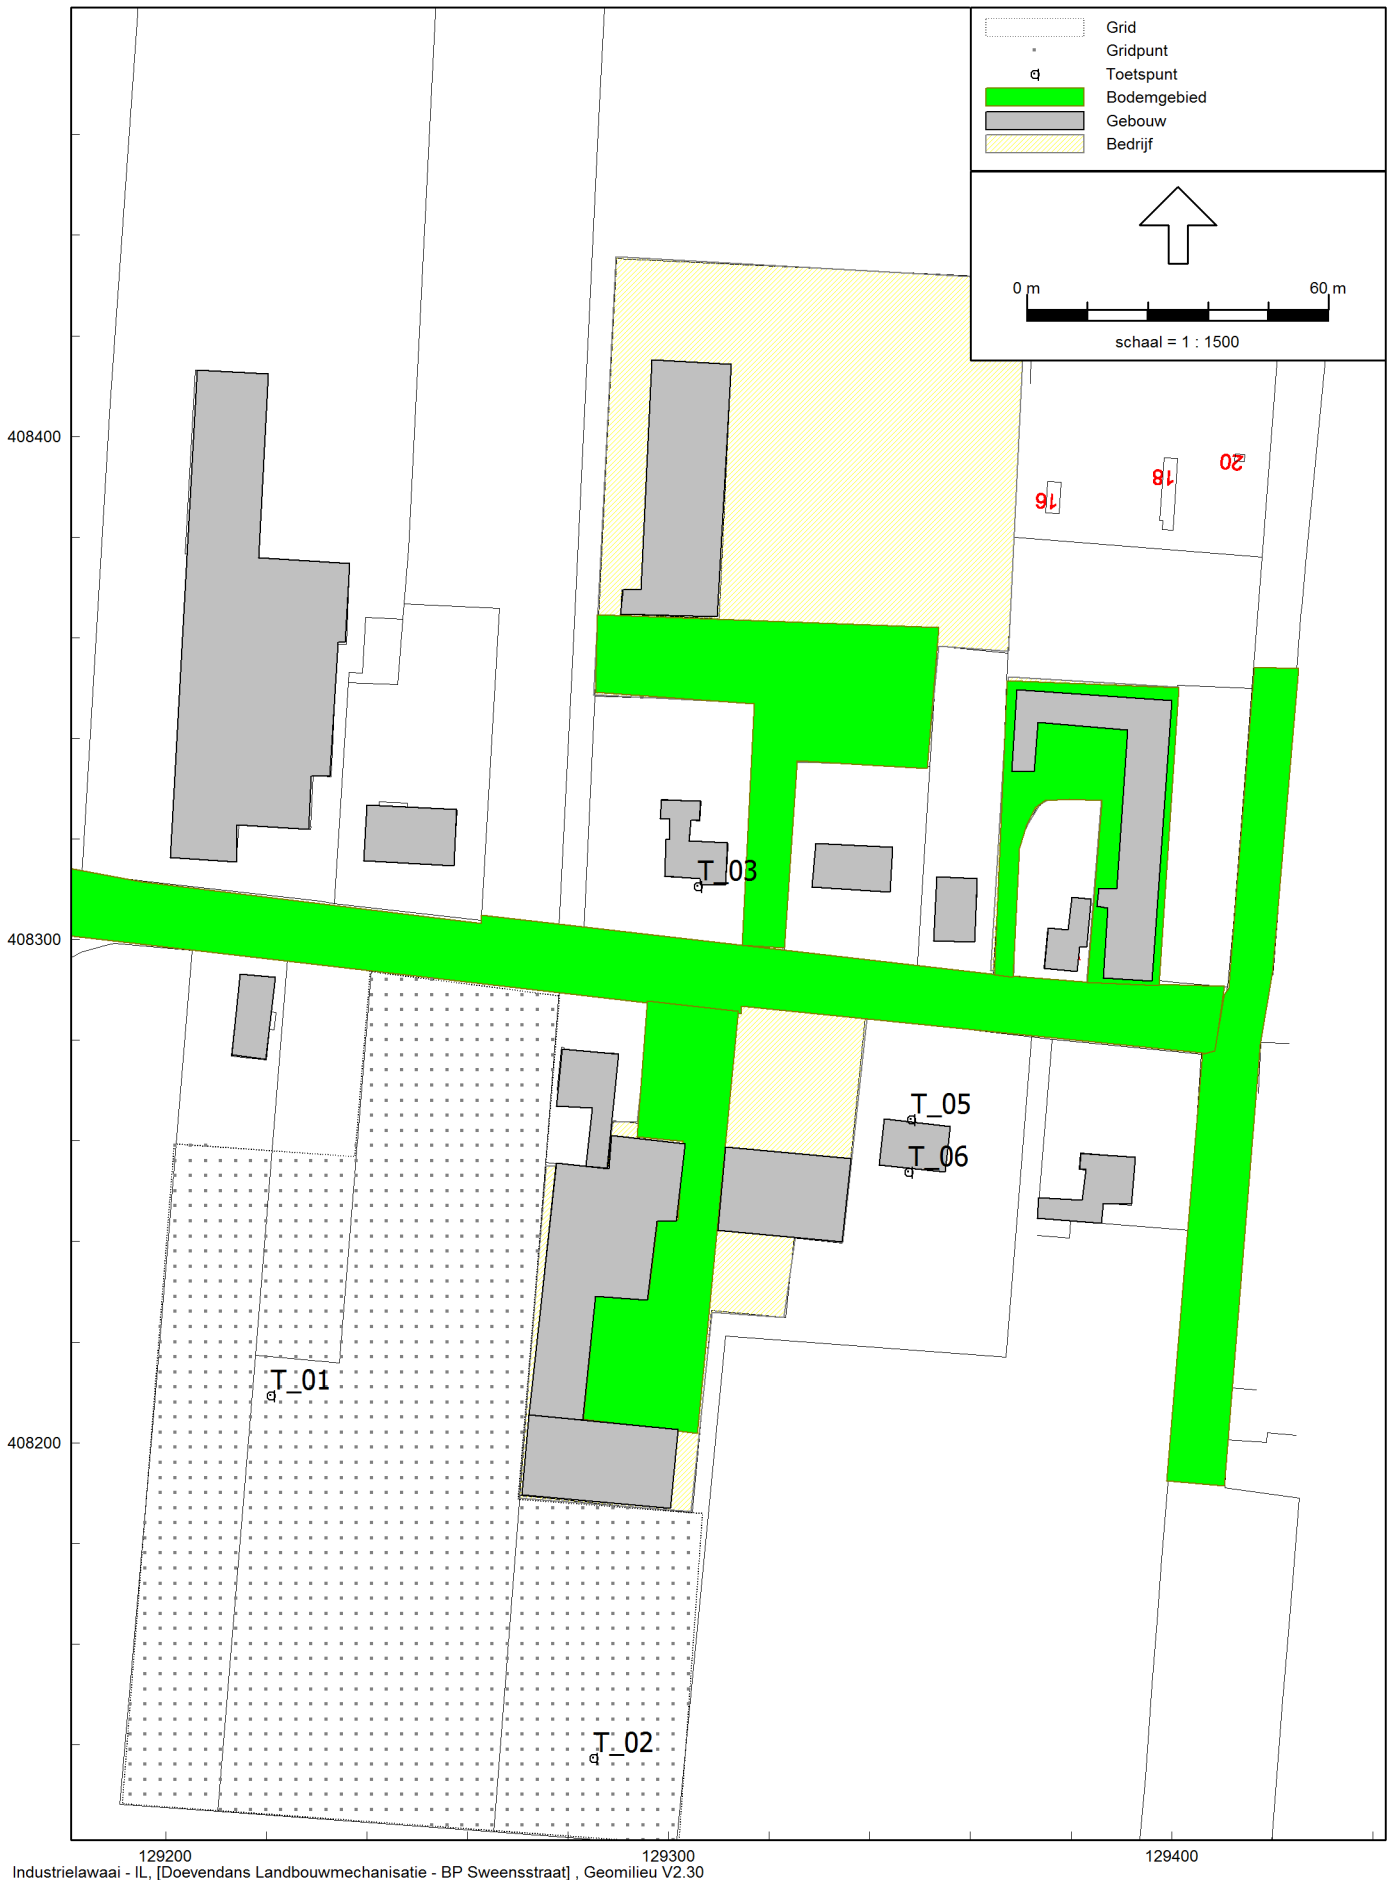 Grid
Gridpunt
Toetspunt
Bodemgebied
Gebouw
Bedrijf
0 m 60 m
schaal = 1 : 1500
408400
20
18
16
T_03
408300
T_05
T_06
T_01
408200
T_02
129200 129300 129400
Industrielawaai - IL, [Doevendans Landbouwmechanisatie - BP Sweensstraat] , Geomilieu V2.30